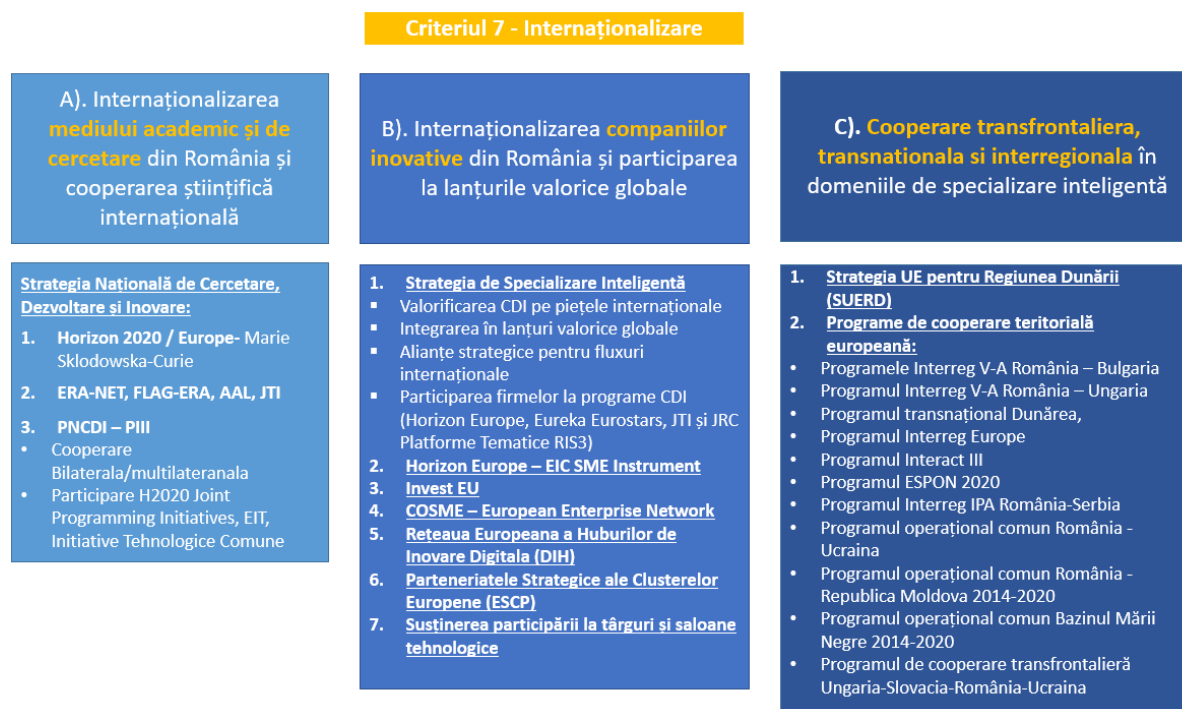 Criteriul 7 - Internaționalizare
A). Internaționalizarea
mediului academic și de
cercetare din România și
cooperarea științifică
internațională
Strategia Națională de Cercetare,
Dezvoltare și Inovare:
1. Horizon 2020 / Europe- Marie
Sklodowska-Curie
2. ERA-NET, FLAG-ERA, AAL, JTI
3. PNCDI – PIII
• Cooperare
Bilaterala/multilateranala
• Participare H2020 Joint
Programming Initiatives, EIT,
Initiative Tehnologice Comune
B). Internaționalizarea companiilor
inovative din România și participarea
la lanțurile valorice globale
1. Strategia de Specializare Inteligentă
▪ Valorificarea CDI pe piețele internaționale
▪ Integrarea în lanțuri valorice globale
▪ Alianțe strategice pentru fluxuri
internaționale
▪ Participarea firmelor la programe CDI
(Horizon Europe, Eureka Eurostars, JTI și JRC
Platforme Tematice RIS3)
2. Horizon Europe – EIC SME Instrument
3. Invest EU
4. COSME – European Enterprise Network
5. Rețeaua Europeana a Huburilor de
Inovare Digitala (DIH)
6. Parteneriatele Strategice ale Clusterelor
Europene (ESCP)
7. Susținerea participării la târguri și saloane
tehnologice
C). Cooperare transfrontaliera,
transnationala si interregionala în
domeniile de specializare inteligentă
1. Strategia UE pentru Regiunea Dunării
(SUERD)
2. Programe de cooperare teritorială
europeană:
• Programele Interreg V-A România – Bulgaria
• Programul Interreg V-A România – Ungaria
• Programul transnațional Dunărea,
• Programul Interreg Europe
• Programul Interact III
• Programul ESPON 2020
• Programul Interreg IPA România-Serbia
• Programul operațional comun România -
Ucraina
• Programul operațional comun România -
Republica Moldova 2014-2020
• Programul operațional comun Bazinul Mării
Negre 2014-2020
• Programul de cooperare transfrontalieră
Ungaria-Slovacia-România-Ucraina